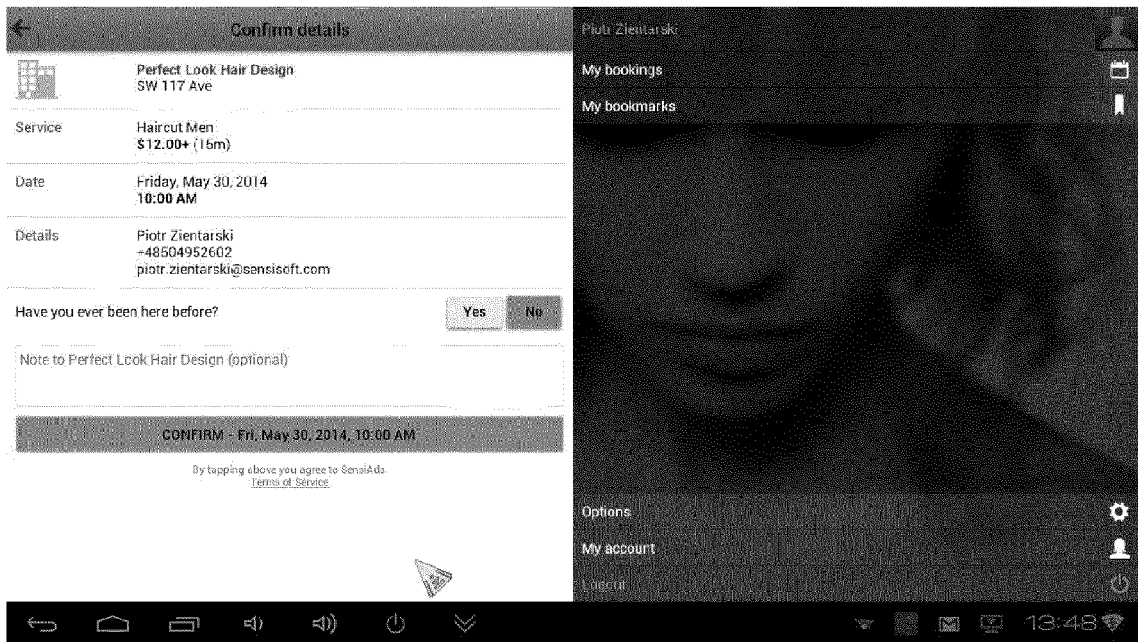 Confirm details
Perfect Look Hair Design
SW 117 Ave
Service
Haircut Men
$12.00+ (15m)
Date
Friday, May 30, 2014
10:00 AM
Details
Piotr Zientarski
+48504952602
piotr.zientarski@sensisoft.com
Have you ever been here before?
Yes No
Note to Perfect Look Hair Design (optional)
CONFIRM - Fri, May 30, 2014, 10:00 AM
By tapping above you agree to SensiAds
Terms of Service
Piotr Zientarski
My bookings
My bookmarks
Options
My account
Logout
13:48